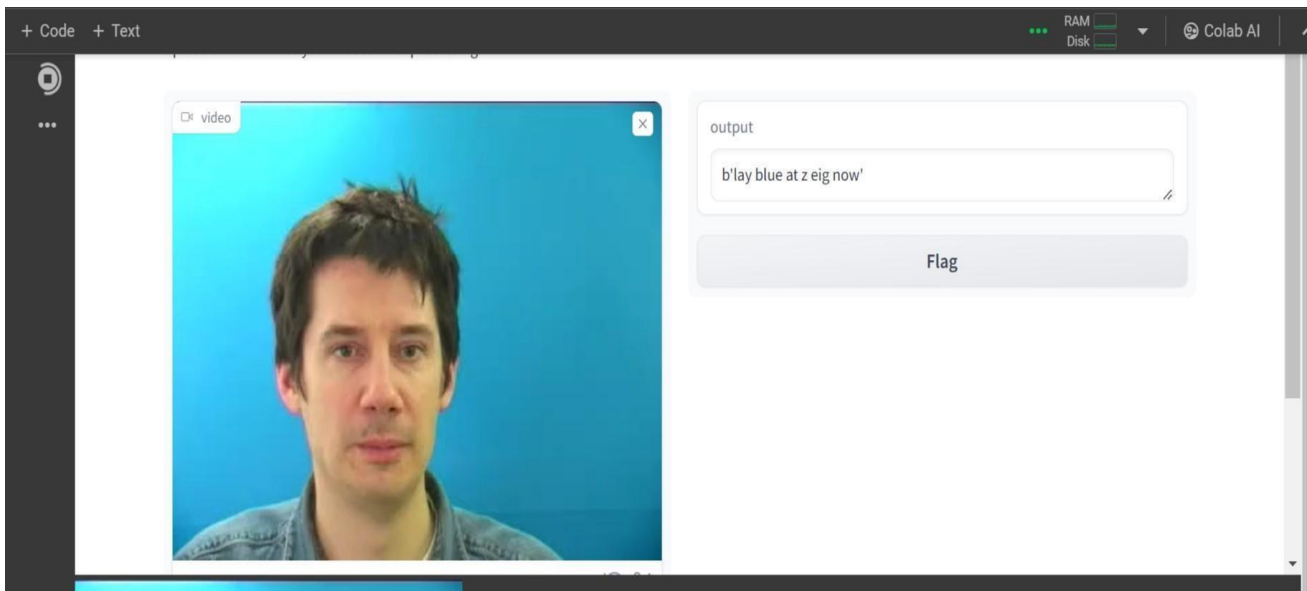 + Code + Text
RAM
Disk
Colab AI
video
output
b'lay blue at z eig now'
Flag